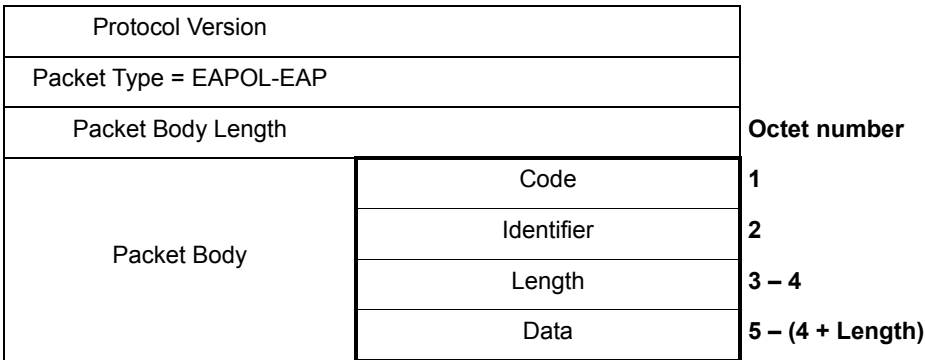 Protocol Version
Packet Type = EAPOL-EAP
Packet Body Length Octet number
Code 1
Identifier 2
Packet Body
Length 3 – 4
Data 5 – (4 + Length)